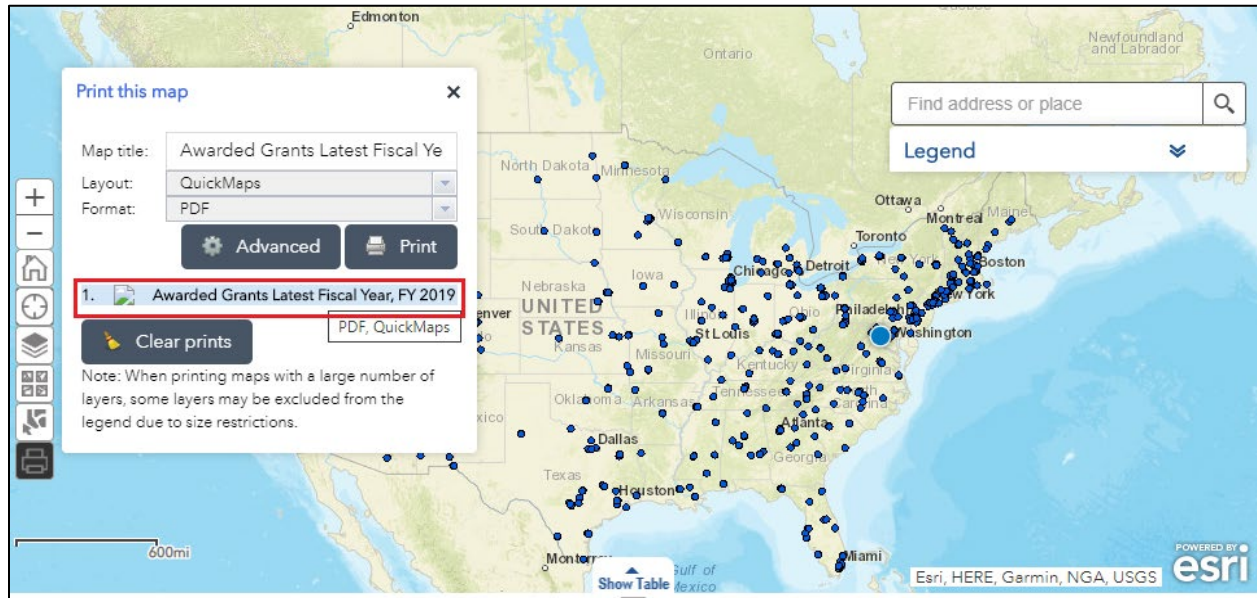 Edmonton
Ontario
Newfoundland
and Labrador
Print this map
Map title: Awarded Grants Latest Fiscal Ye
Layout: QuickMaps
Format: PDF
Advanced
Print
1. Awarded Grants Latest Fiscal Year, FY 2019
PDF, QuickMaps
Clear prints
Note: When printing maps with a large number of
layers, some layers may be excluded from the
legend due to size restrictions.
Find address or place
Legend
North Dakota
Minnesota
Ottawa
Montreal
Maine
Wisconsin
South Dakota
Toronto
Detroit
Boston
Chicago
Iowa
Nebraska
New York
UNITED
STATES
Illinois
Ohio
Philadelph
Washington
St Louis
Kansas
Missouri
Kentucky
Virginia
Oklahoma
Arkansas
Tennessee
Carolina
Atlanta
Dallas
Georgia
Texas
Houston
600mi
Monterrey
Miami
Show Table
Gulf of
Mexico
Esri, HERE, Garmin, NGA, USGS
POWERED BY
esri